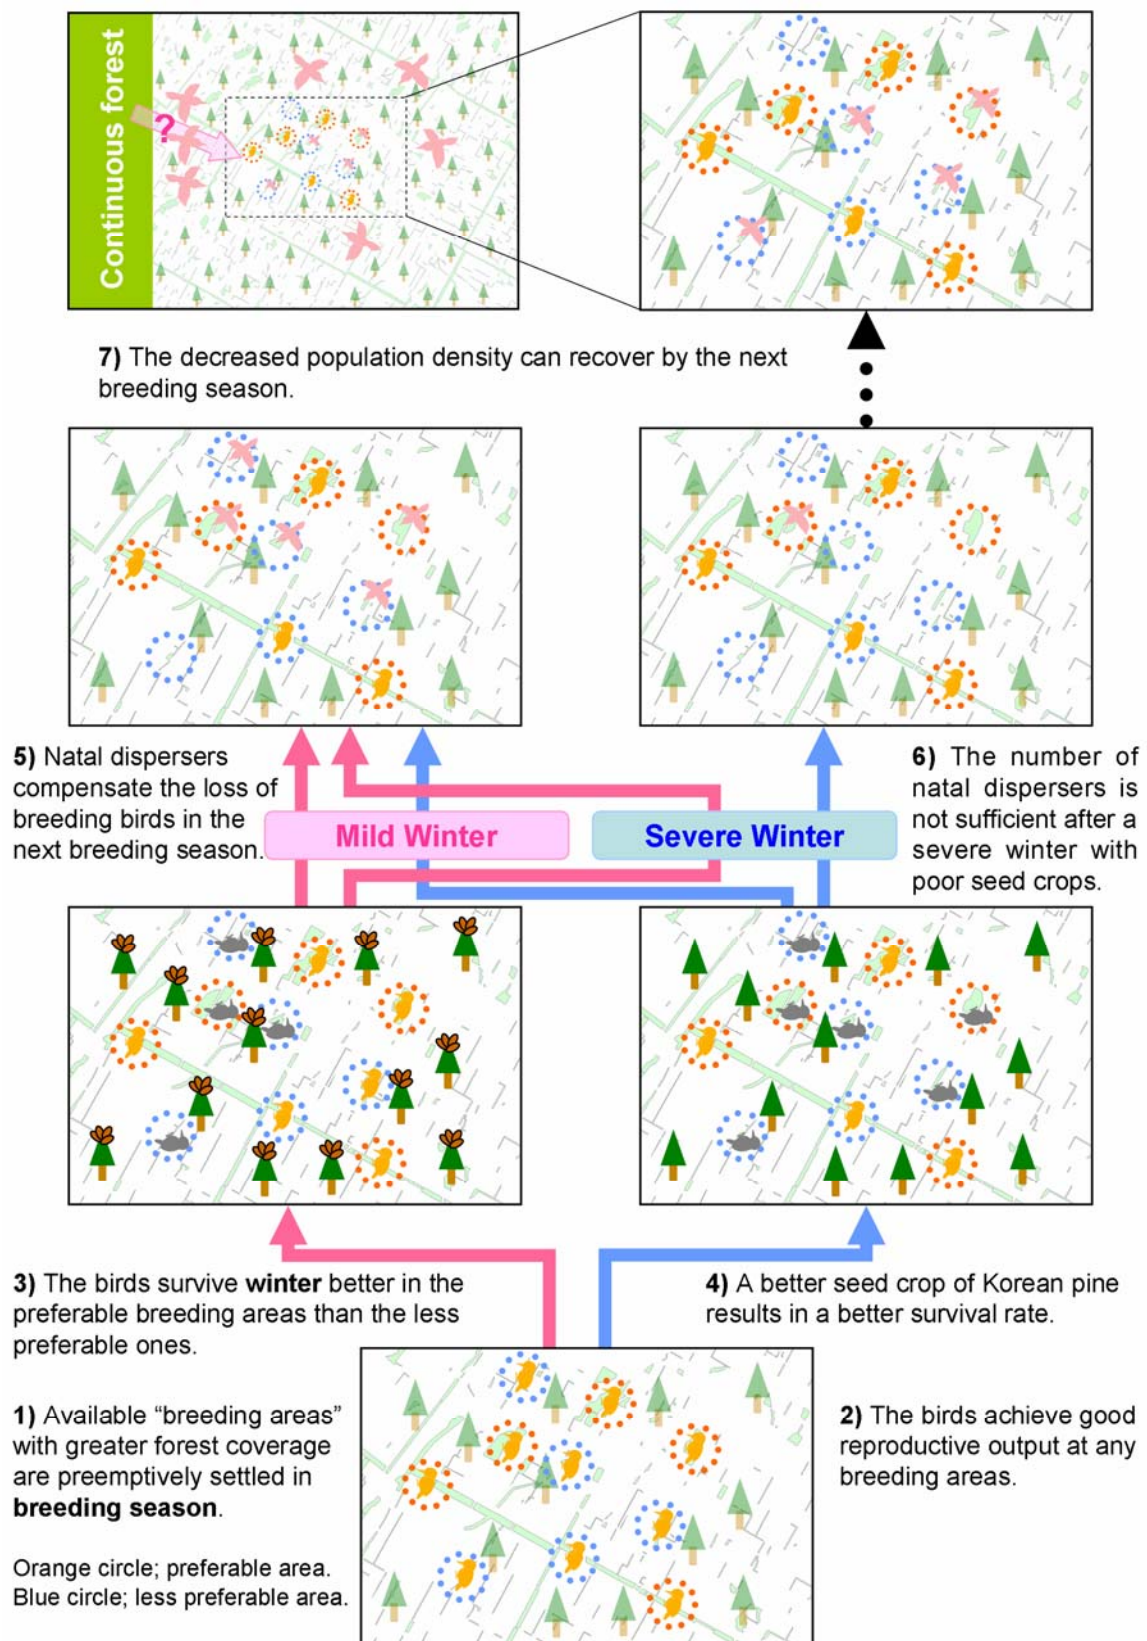 Continuous forest
?
7) The decreased population density can recover by the next
breeding season.
5) Natal dispersers
compensate the loss of
breeding birds in the
next breeding season.
Mild Winter
Severe Winter
6) The number of
natal dispersers is
not sufficient after a
severe winter with
poor seed crops.
3) The birds survive winter better in the
preferable breeding areas than the less
preferable ones.
4) A better seed crop of Korean pine
results in a better survival rate.
1) Available “breeding areas”
with greater forest coverage
are preemptively settled in
breeding season.
Orange circle; preferable area.
Blue circle; less preferable area.
2) The birds achieve good
reproductive output at any
breeding areas.